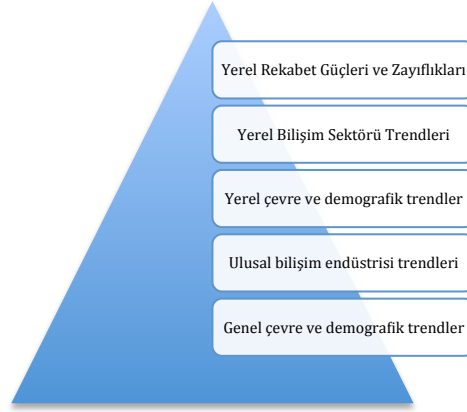 Yerel Rekabet Güçleri ve Zayıflıkları
Yerel Bilişim Sektörü Trendleri
Yerel çevre ve demografik trendler
Ulusal bilişim endüstrisi trendleri
Genel çevre ve demografik trendler